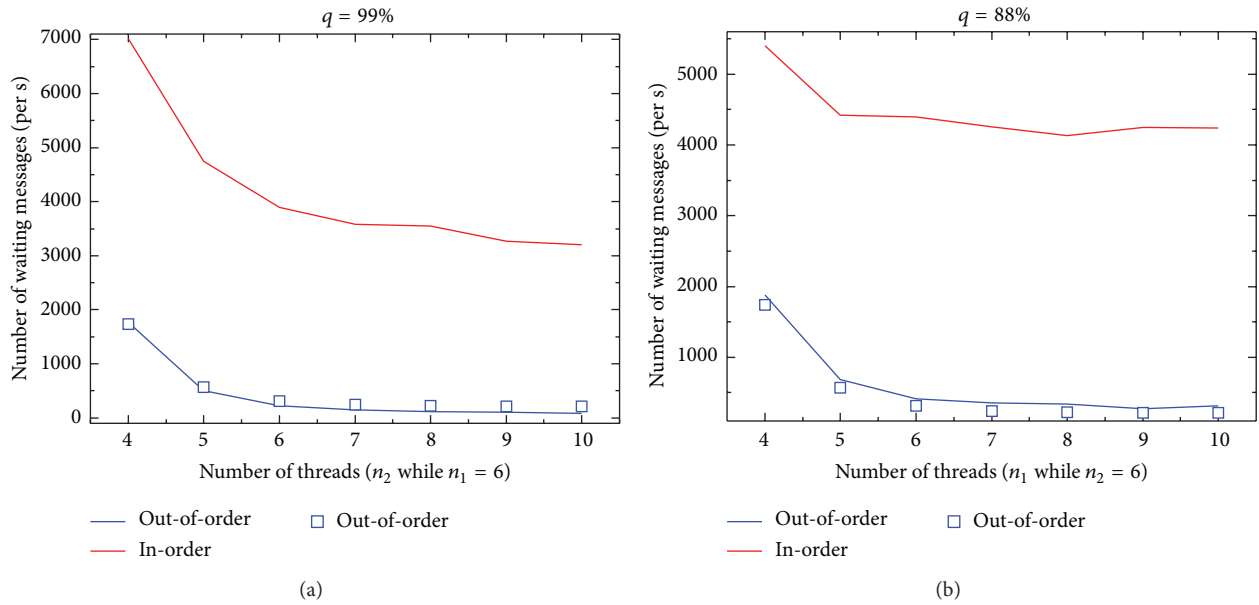 q = 99%
7000
6000
5000
4000
3000
2000
1000
0
Number of waiting messages (per s)
4 5 6 7 8 9 10
Number of threads (n₂ while n₁ = 6)
Out-of-order
Out-of-order
In-order
(a)
q = 88%
5000
4000
3000
2000
1000
Number of waiting messages (per s)
4 5 6 7 8 9 10
Number of threads (n₁ while n₂ = 6)
Out-of-order
Out-of-order
In-order
(b)